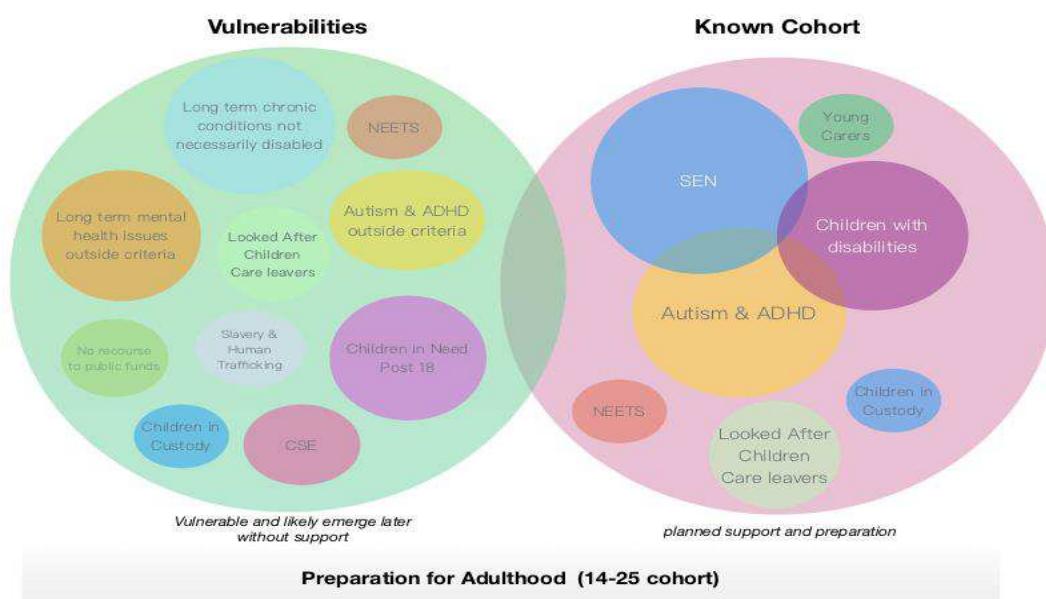 Vulnerabilities
Long term chronic
conditions not
necessarily disabled
NEETS
Long term mental
health issues
outside criteria
Looked After
Children
Care leavers
Autism & ADHD
outside criteria
No recourse
to public funds
Slavery &
Human
Trafficking
Children in Need
Post 18
Children in
Custody
CSE
Vulnerable and likely emerge later
without support
Known Cohort
SEN
Young
Carers
Children with
disabilities
Autism & ADHD
NEETS
Children in
Custody
Looked After
Children
Care leavers
planned support and preparation
Preparation for Adulthood (14-25 cohort)